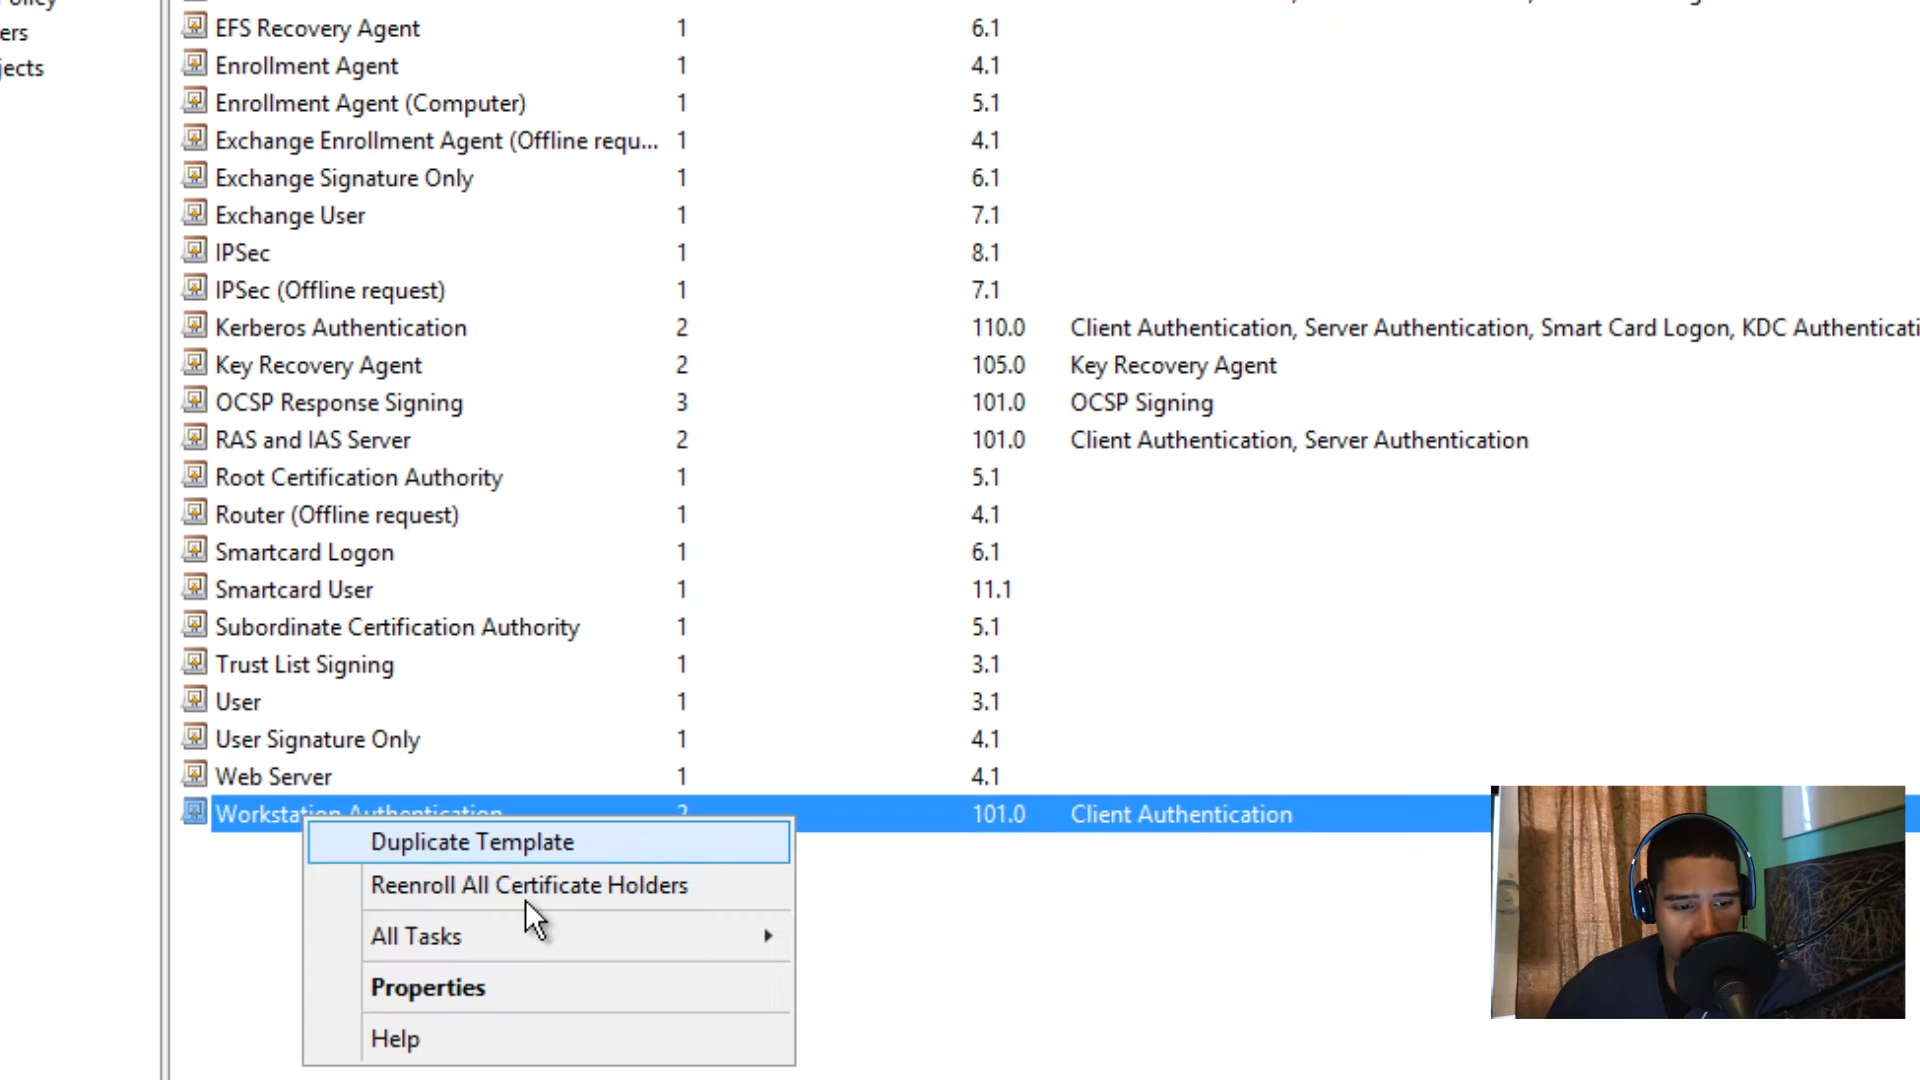 ers
jects
EFS Recovery Agent 1 6.1
Enrollment Agent 1 4.1
Enrollment Agent (Computer) 1 5.1
Exchange Enrollment Agent (Offline requ... 1 4.1
Exchange Signature Only 1 6.1
Exchange User 1 7.1
IPSec 1 8.1
IPSec (Offline request) 1 7.1
Kerberos Authentication 2 110.0 Client Authentication, Server Authentication, Smart Card Logon, KDC Authenticati
Key Recovery Agent 2 105.0 Key Recovery Agent
OCSP Response Signing 3 101.0 OCSP Signing
RAS and IAS Server 2 101.0 Client Authentication, Server Authentication
Root Certification Authority 1 5.1
Router (Offline request) 1 4.1
Smartcard Logon 1 6.1
Smartcard User 1 11.1
Subordinate Certification Authority 1 5.1
Trust List Signing 1 3.1
User 1 3.1
User Signature Only 1 4.1
Web Server 1 4.1
Workstation Authentication 2 101.0 Client Authentication
Duplicate Template
Reenroll All Certificate Holders
All Tasks
Properties
Help